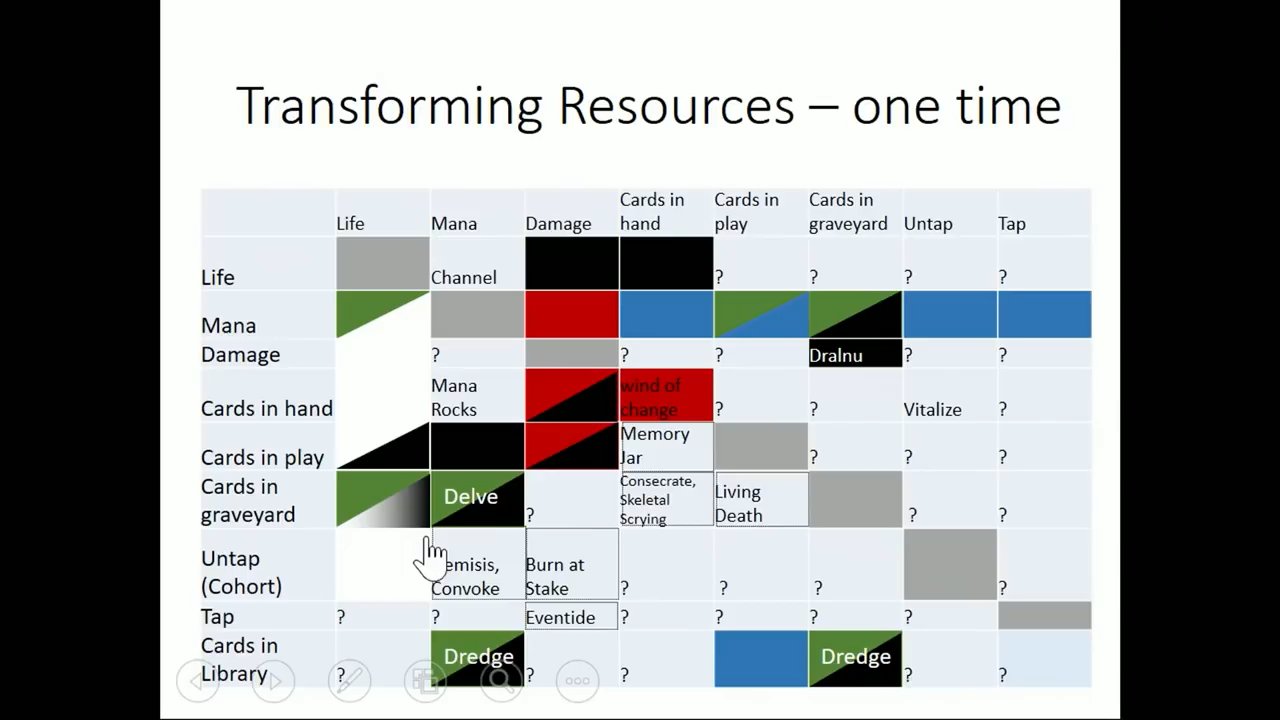 Transforming Resources – one time
Life Mana Damage Cards in hand Cards in play Cards in graveyard Untap Tap
Life Channel ? ? ? ?
Mana
Damage ? ? ? Dralnu ? ?
Cards in hand Mana Rocks wind of change ? ? Vitalize ?
Cards in play Memory Jar ? ? ?
Cards in graveyard Delve ? Consecrate, Skeletal Scrying Living Death ? ?
Untap (Cohort) Convoke Burn at Stake ? ? ? ?
Tap ? ? Eventide ? ? ? ?
Cards in Library ? Dredge ? ? Dredge ? ?